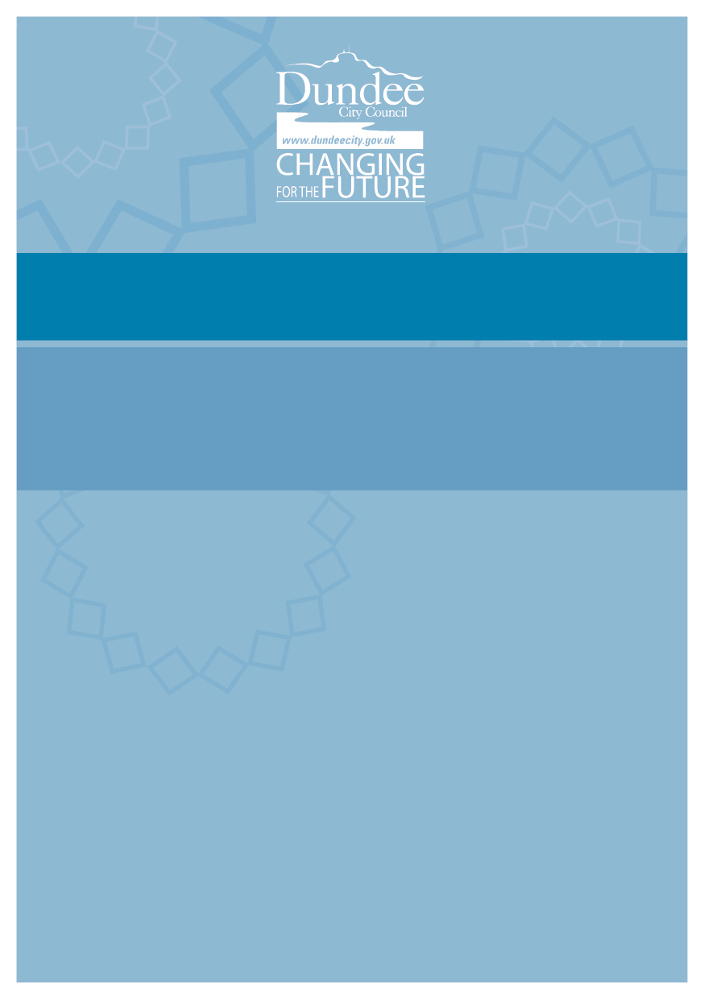 Dundee
City Council
www.dundeecity.gov.uk
CHANGING
FOR THE FUTURE